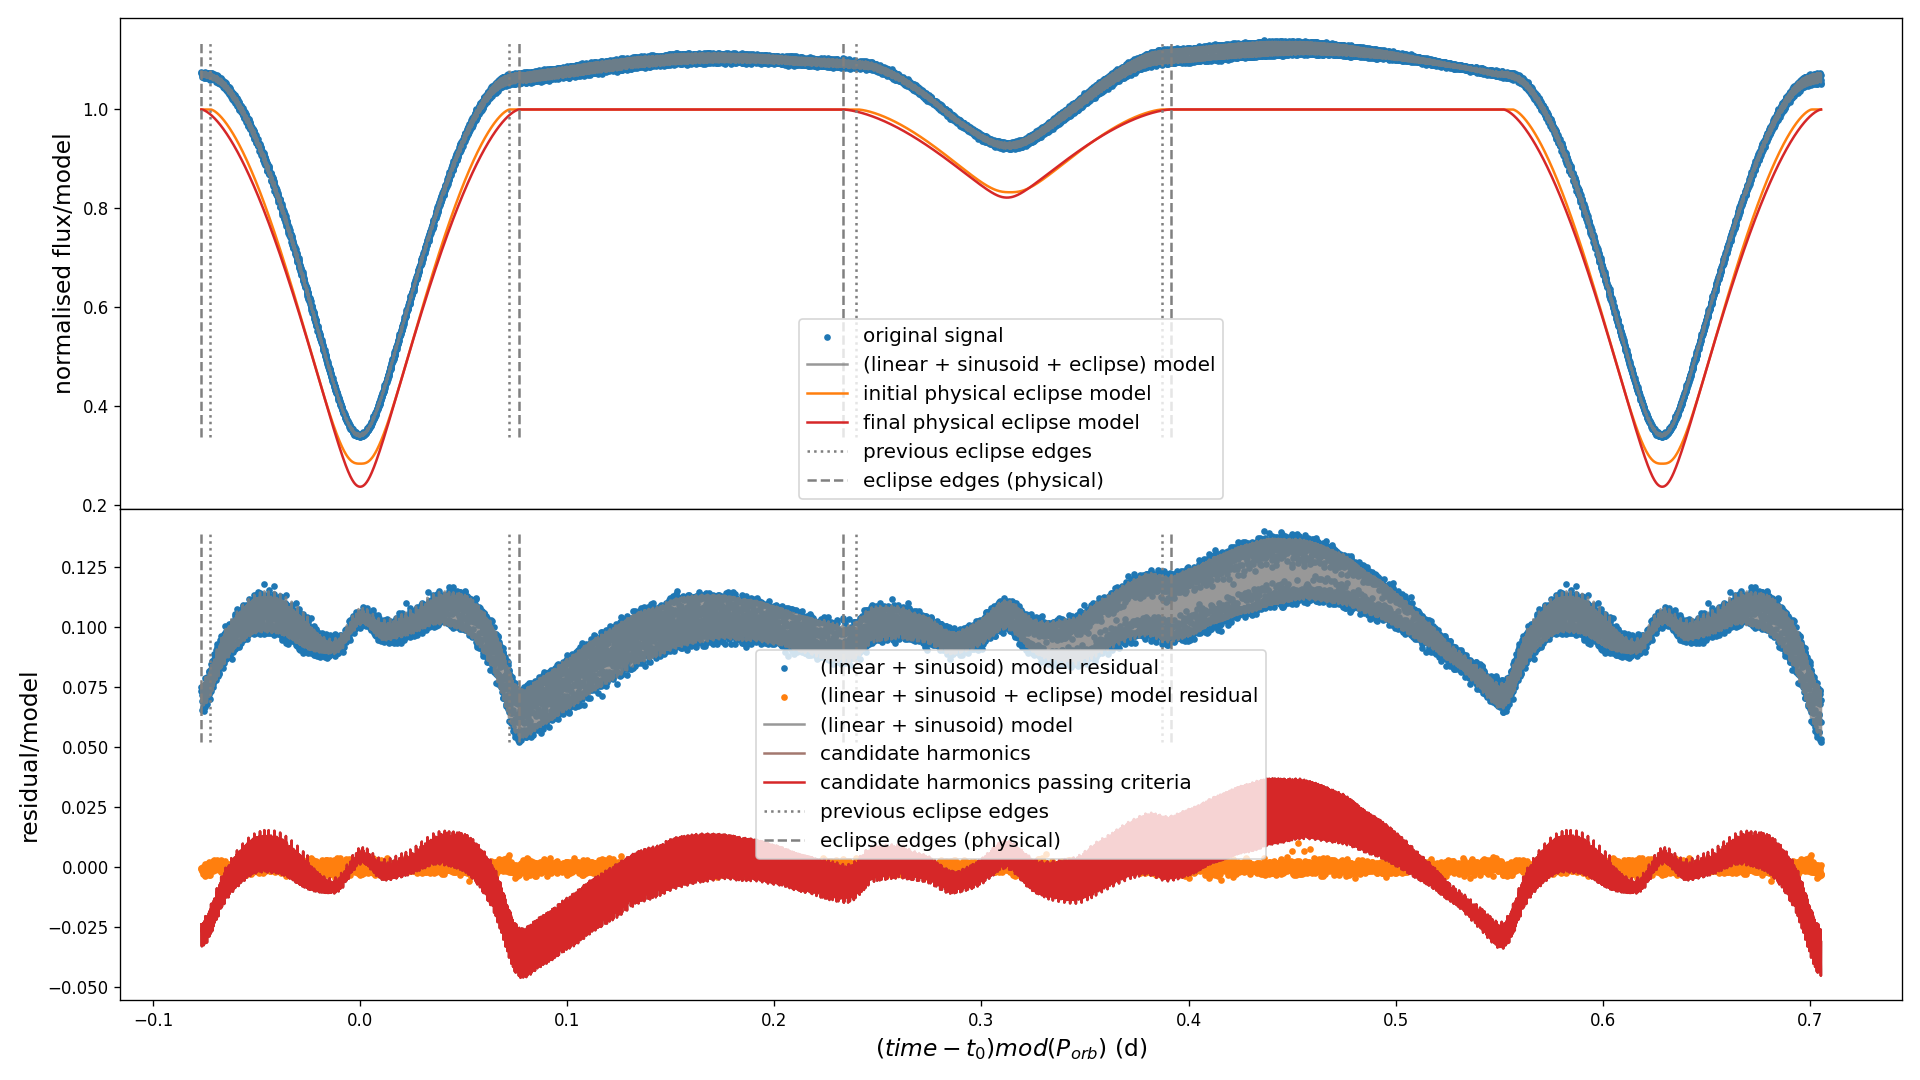 normalised flux/model
1.0
0.8
0.6
0.4
0.2
original signal
(linear + sinusoid + eclipse) model
initial physical eclipse model
final physical eclipse model
previous eclipse edges
eclipse edges (physical)
residual/model
0.125
0.100
0.075
0.050
0.025
0.000
−0.025
−0.050
(linear + sinusoid) model residual
(linear + sinusoid + eclipse) model residual
(linear + sinusoid) model
candidate harmonics
candidate harmonics passing criteria
previous eclipse edges
eclipse edges (physical)
−0.1 0.0 0.1 0.2 0.3 0.4 0.5 0.6 0.7
(time − t₀)mod(Pₒᵣb) (d)